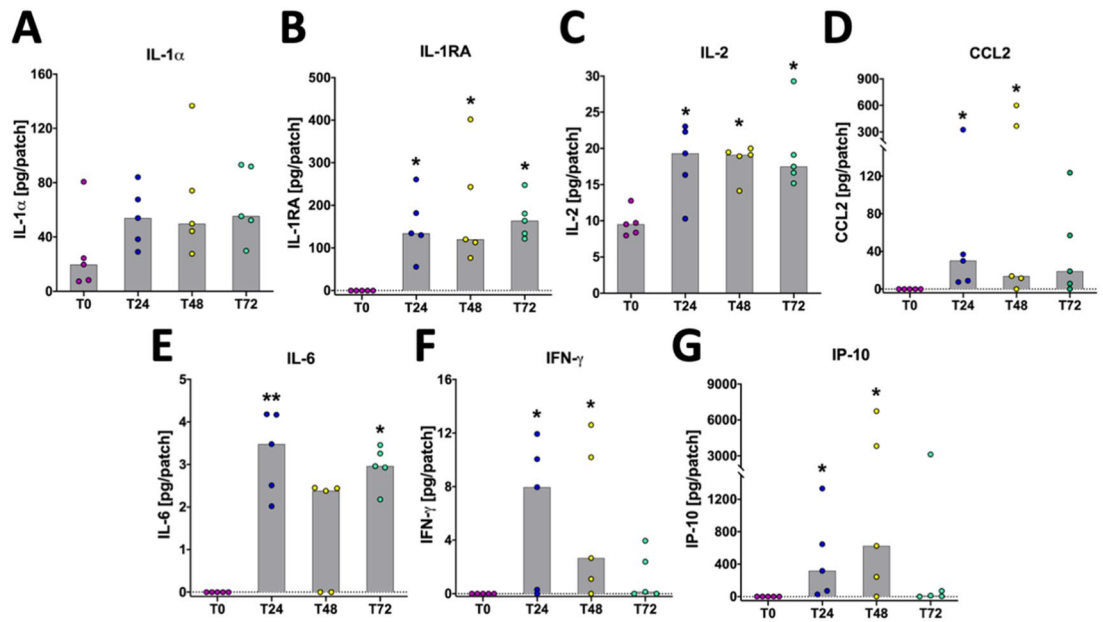 A
IL-1α
IL-1α [pg/patch]
160
120
80
40
0
T0 T24 T48 T72
B
IL-1RA
IL-1RA [pg/patch]
500
400
300
200
100
0
* * *
T0 T24 T48 T72
C
IL-2
IL-2 [pg/patch]
30
25
20
15
10
5
0
* * *
T0 T24 T48 T72
D
CCL2
CCL2 [pg/patch]
900
600
300
120
80
40
0
* *
T0 T24 T48 T72
E
IL-6
IL-6 [pg/patch]
5
4
3
2
1
0
** *
T0 T24 T48 T72
F
IFN-γ
IFN-γ [pg/patch]
16
12
8
4
0
* *
T0 T24 T48 T72
G
IP-10
IP-10 [pg/patch]
9000
6000
3000
1200
800
400
0
* *
T0 T24 T48 T72